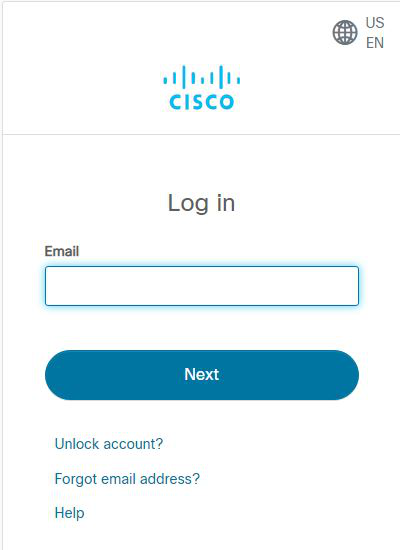 US
EN
CISCO
Log in
Email
Next
Unlock account?
Forgot email address?
Help